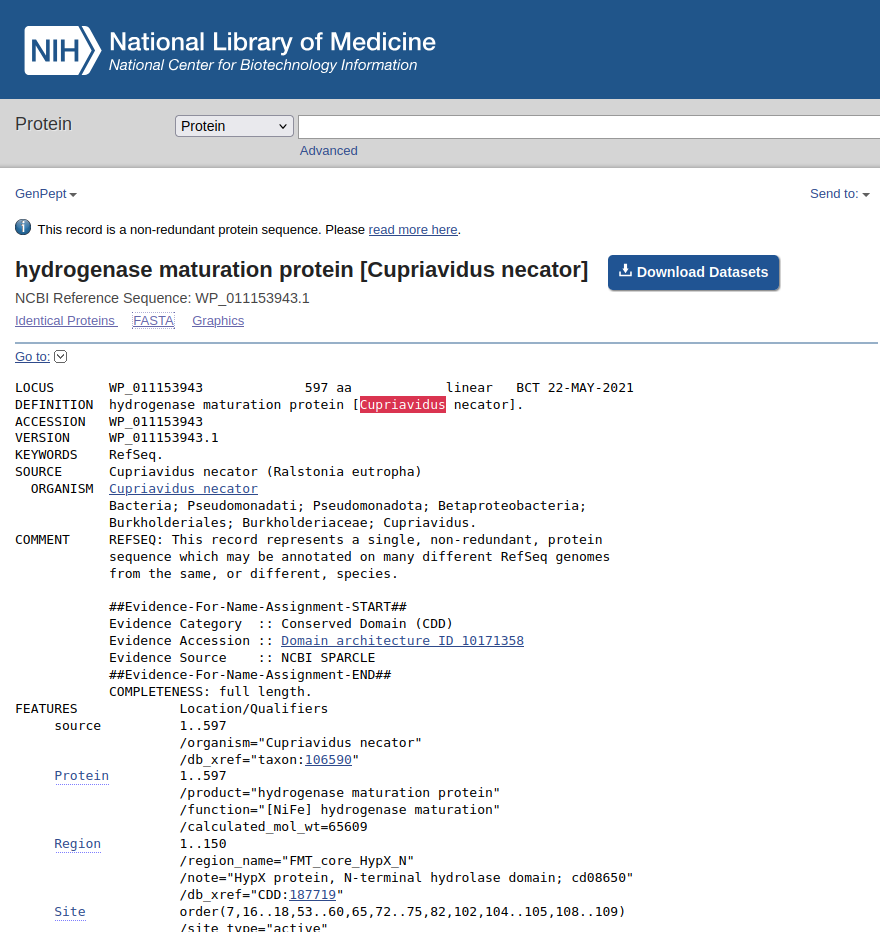 NIH National Library of Medicine
National Center for Biotechnology Information
Protein Protein
Advanced
GenPept Send to:
This record is a non-redundant protein sequence. Please read more here.
hydrogenase maturation protein [Cupriavidus necator] Download Datasets
NCBI Reference Sequence: WP_011153943.1
Identical Proteins FASTA Graphics
Go to:
LOCUS WP_011153943 597 aa linear BCT 22-MAY-2021
DEFINITION hydrogenase maturation protein [Cupriavidus necator].
ACCESSION WP_011153943
VERSION WP_011153943.1
KEYWORDS RefSeq.
SOURCE Cupriavidus necator (Ralstonia eutropha)
ORGANISM Cupriavidus necator
Bacteria; Pseudomonadati; Pseudomonadota; Betaproteobacteria;
Burkholderiales; Burkholderiaceae; Cupriavidus.
COMMENT REFSEQ: This record represents a single, non-redundant, protein
sequence which may be annotated on many different RefSeq genomes
from the same, or different, species.
##Evidence-For-Name-Assignment-START##
Evidence Category :: Conserved Domain (CDD)
Evidence Accession :: Domain architecture ID 10171358
Evidence Source :: NCBI SPARCLE
##Evidence-For-Name-Assignment-END##
COMPLETENESS: full length.
FEATURES Location/Qualifiers
source 1..597
/organism="Cupriavidus necator"
/db_xref="taxon:106590"
Protein 1..597
/product="hydrogenase maturation protein"
/function="[NiFe] hydrogenase maturation"
/calculated_mol_wt=65609
Region 1..150
/region_name="FMT_core_HypX_N"
/note="HypX protein, N-terminal hydrolase domain; cd08650"
/db_xref="CDD:187719"
Site order(7,16..18,53..60,65,72..75,82,102,104..105,108..109)
/site_type="active"